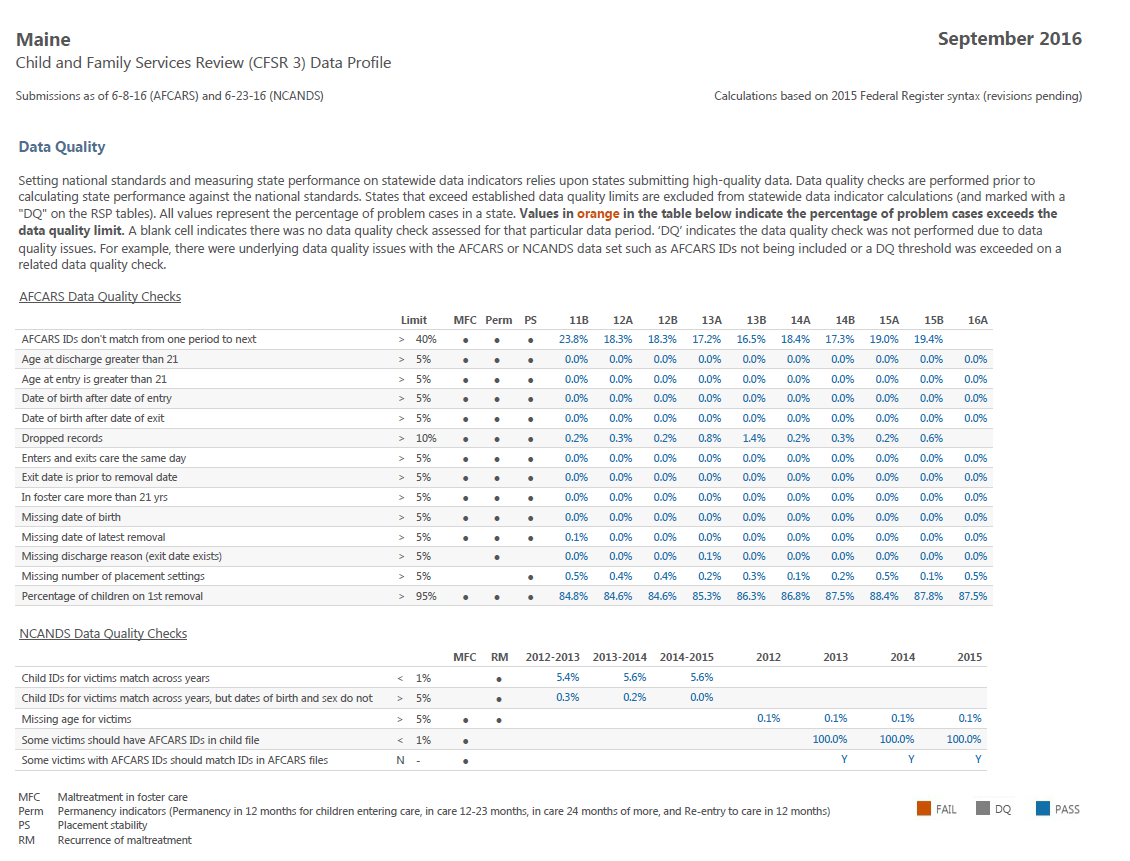 Maine
September 2016
Child and Family Services Review (CFSR 3) Data Profile
Submissions as of 6-8-16 (AFCARS) and 6-23-16 (NCANDS)
Calculations based on 2015 Federal Register syntax (revisions pending)
Data Quality
Setting national standards and measuring state performance on statewide data indicators relies upon states submitting high-quality data. Data quality checks are performed prior to
calculating state performance against the national standards. States that exceed established data quality limits are excluded from statewide data indicator calculations (and marked with a
"DQ" on the RSP tables). All values represent the percentage of problem cases in a state. Values in orange in the table below indicate the percentage of problem cases exceeds the
data quality limit. A blank cell indicates there was no data quality check assessed for that particular data period. 'DQ' indicates the data quality check was not performed due to data
quality issues. For example, there were underlying data quality issues with the AFCARS or NCANDS data set such as AFCARS IDs not being included or a DQ threshold was exceeded on a
related data quality check.
AFCARS Data Quality Checks
Limit MFC Perm PS 11B 12A 12B 13A 13B 14A 14B 15A 15B 16A
AFCARS IDs don't match from one period to next > 40% • • • 23.8% 18.3% 18.3% 17.2% 16.5% 18.4% 17.3% 19.0% 19.4%
Age at discharge greater than 21 > 5% • • • 0.0% 0.0% 0.0% 0.0% 0.0% 0.0% 0.0% 0.0% 0.0% 0.0%
Age at entry is greater than 21 > 5% • • • 0.0% 0.0% 0.0% 0.0% 0.0% 0.0% 0.0% 0.0% 0.0% 0.0%
Date of birth after date of entry > 5% • • • 0.0% 0.0% 0.0% 0.0% 0.0% 0.0% 0.0% 0.0% 0.0% 0.0%
Date of birth after date of exit > 5% • • • 0.0% 0.0% 0.0% 0.0% 0.0% 0.0% 0.0% 0.0% 0.0% 0.0%
Dropped records > 10% • • • 0.2% 0.3% 0.2% 0.8% 1.4% 0.2% 0.3% 0.2% 0.6%
Enters and exits care the same day > 5% • • • 0.0% 0.0% 0.0% 0.0% 0.0% 0.0% 0.0% 0.0% 0.0% 0.0%
Exit date is prior to removal date > 5% • • • 0.0% 0.0% 0.0% 0.0% 0.0% 0.0% 0.0% 0.0% 0.0% 0.0%
In foster care more than 21 yrs > 5% • • • 0.0% 0.0% 0.0% 0.0% 0.0% 0.0% 0.0% 0.0% 0.0% 0.0%
Missing date of birth > 5% • • • 0.0% 0.0% 0.0% 0.0% 0.0% 0.0% 0.0% 0.0% 0.0% 0.0%
Missing date of latest removal > 5% • • • 0.1% 0.0% 0.0% 0.0% 0.0% 0.0% 0.0% 0.0% 0.0% 0.0%
Missing discharge reason (exit date exists) > 5% • 0.0% 0.0% 0.0% 0.1% 0.0% 0.0% 0.0% 0.0% 0.0% 0.0%
Missing number of placement settings > 5% • 0.5% 0.4% 0.4% 0.2% 0.3% 0.1% 0.2% 0.5% 0.1% 0.5%
Percentage of children on 1st removal > 95% • • • 84.8% 84.6% 84.6% 85.3% 86.3% 86.8% 87.5% 88.4% 87.8% 87.5%
NCANDS Data Quality Checks
MFC RM 2012-2013 2013-2014 2014-2015 2012 2013 2014 2015
Child IDs for victims match across years < 1% • 5.4% 5.6% 5.6%
Child IDs for victims match across years, but dates of birth and sex do not > 5% • 0.3% 0.2% 0.0%
Missing age for victims > 5% • • 0.1% 0.1% 0.1% 0.1%
Some victims should have AFCARS IDs in child file < 1% • 100.0% 100.0% 100.0%
Some victims with AFCARS IDs should match IDs in AFCARS files N - • Y Y Y
MFC Maltreatment in foster care
Perm Permanency indicators (Permanency in 12 months for children entering care, in care 12-23 months, in care 24 months of more, and Re-entry to care in 12 months)
FAIL DQ PASS
PS Placement stability
RM Recurrence of maltreatment